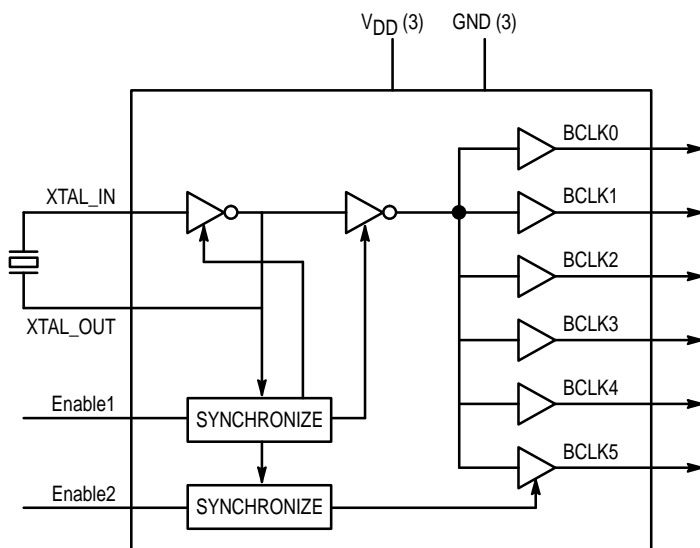 VDD (3) GND (3)
BCLK0
XTAL_IN
BCLK1
BCLK2
XTAL_OUT
BCLK3
Enable1
SYNCHRONIZE
BCLK4
BCLK5
Enable2
SYNCHRONIZE